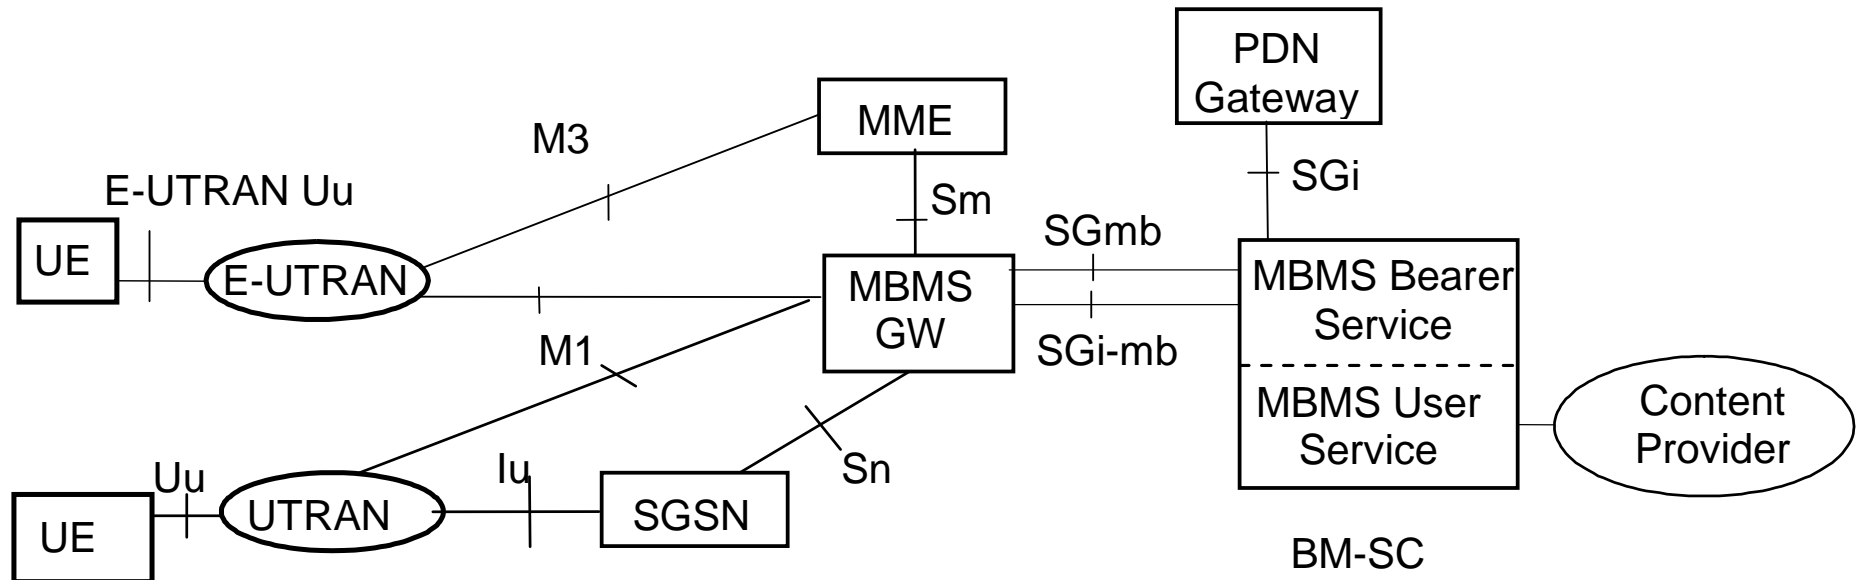 PDN
Gateway
MME
M3
SGi
E-UTRAN Uu
Sm
SGmb
UE
E-UTRAN
MBMS
GW
MBMS Bearer
Service
M1
SGi-mb
MBMS User
Service
Content
Provider
Uu
Iu
Sn
UTRAN
SGSN
UE
BM-SC